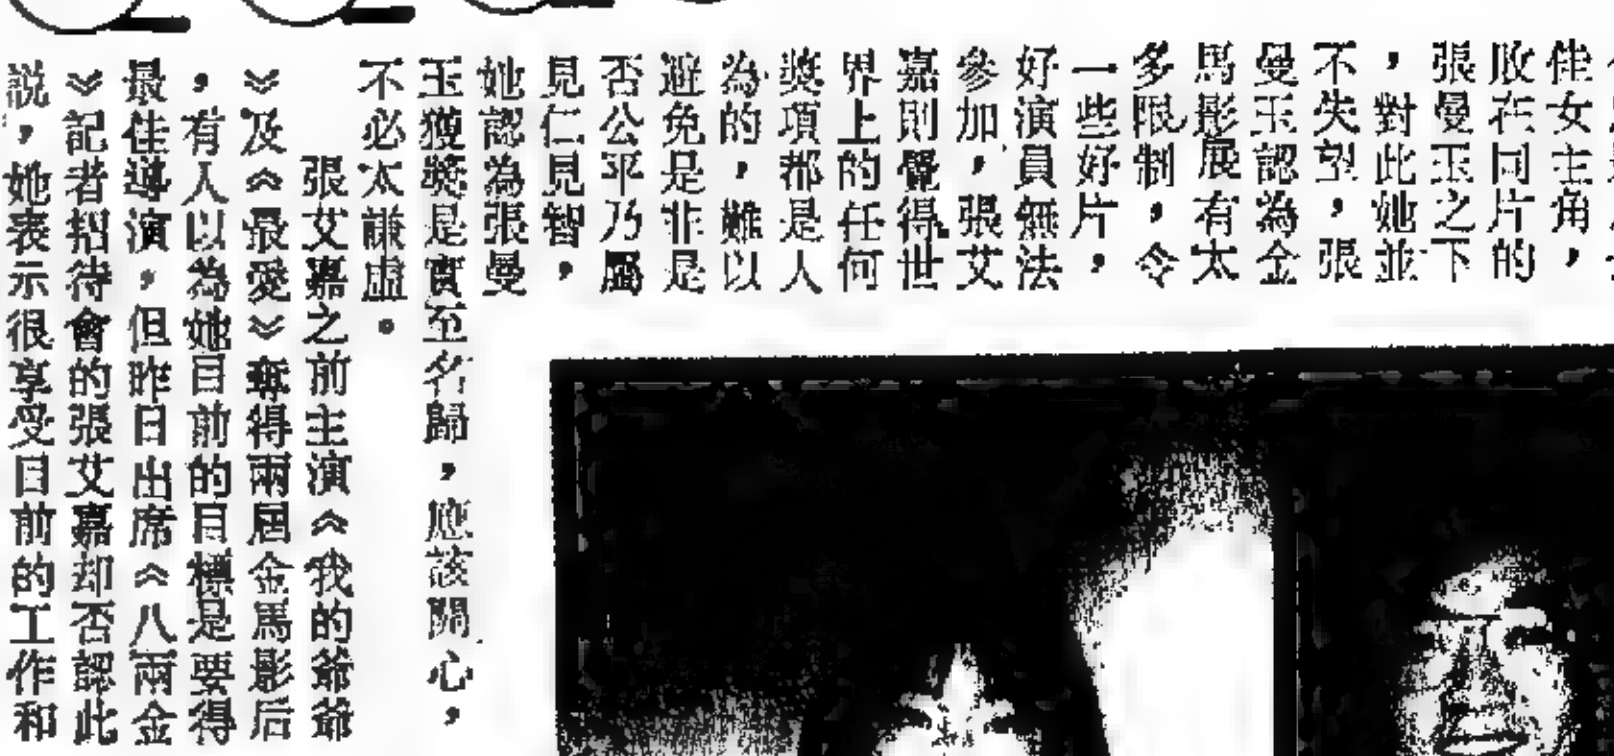 佳女主角，
敗在同片的
張曼玉之下
，對此她並
不失望，張
曼玉認為金
馬影展有太
多限制，令
一些好片，
好演員無法
參加，張艾
嘉則覺得世
界上的任何
獎項都是人
為的，難以
避免是非是
否公平乃屬
見仁見智，
她認為張曼
玉獲獎是實至名歸，應該開心，
不必太謙虛。
張艾嘉之前主演《我的爺爺
》及《最愛》奪得兩屆金馬影后
，有人以為她目前的目標是要得
最佳導演，但昨日出席《八兩金
》記者招待會的張艾嘉却否認此
說，她表示很享受目前的工作和